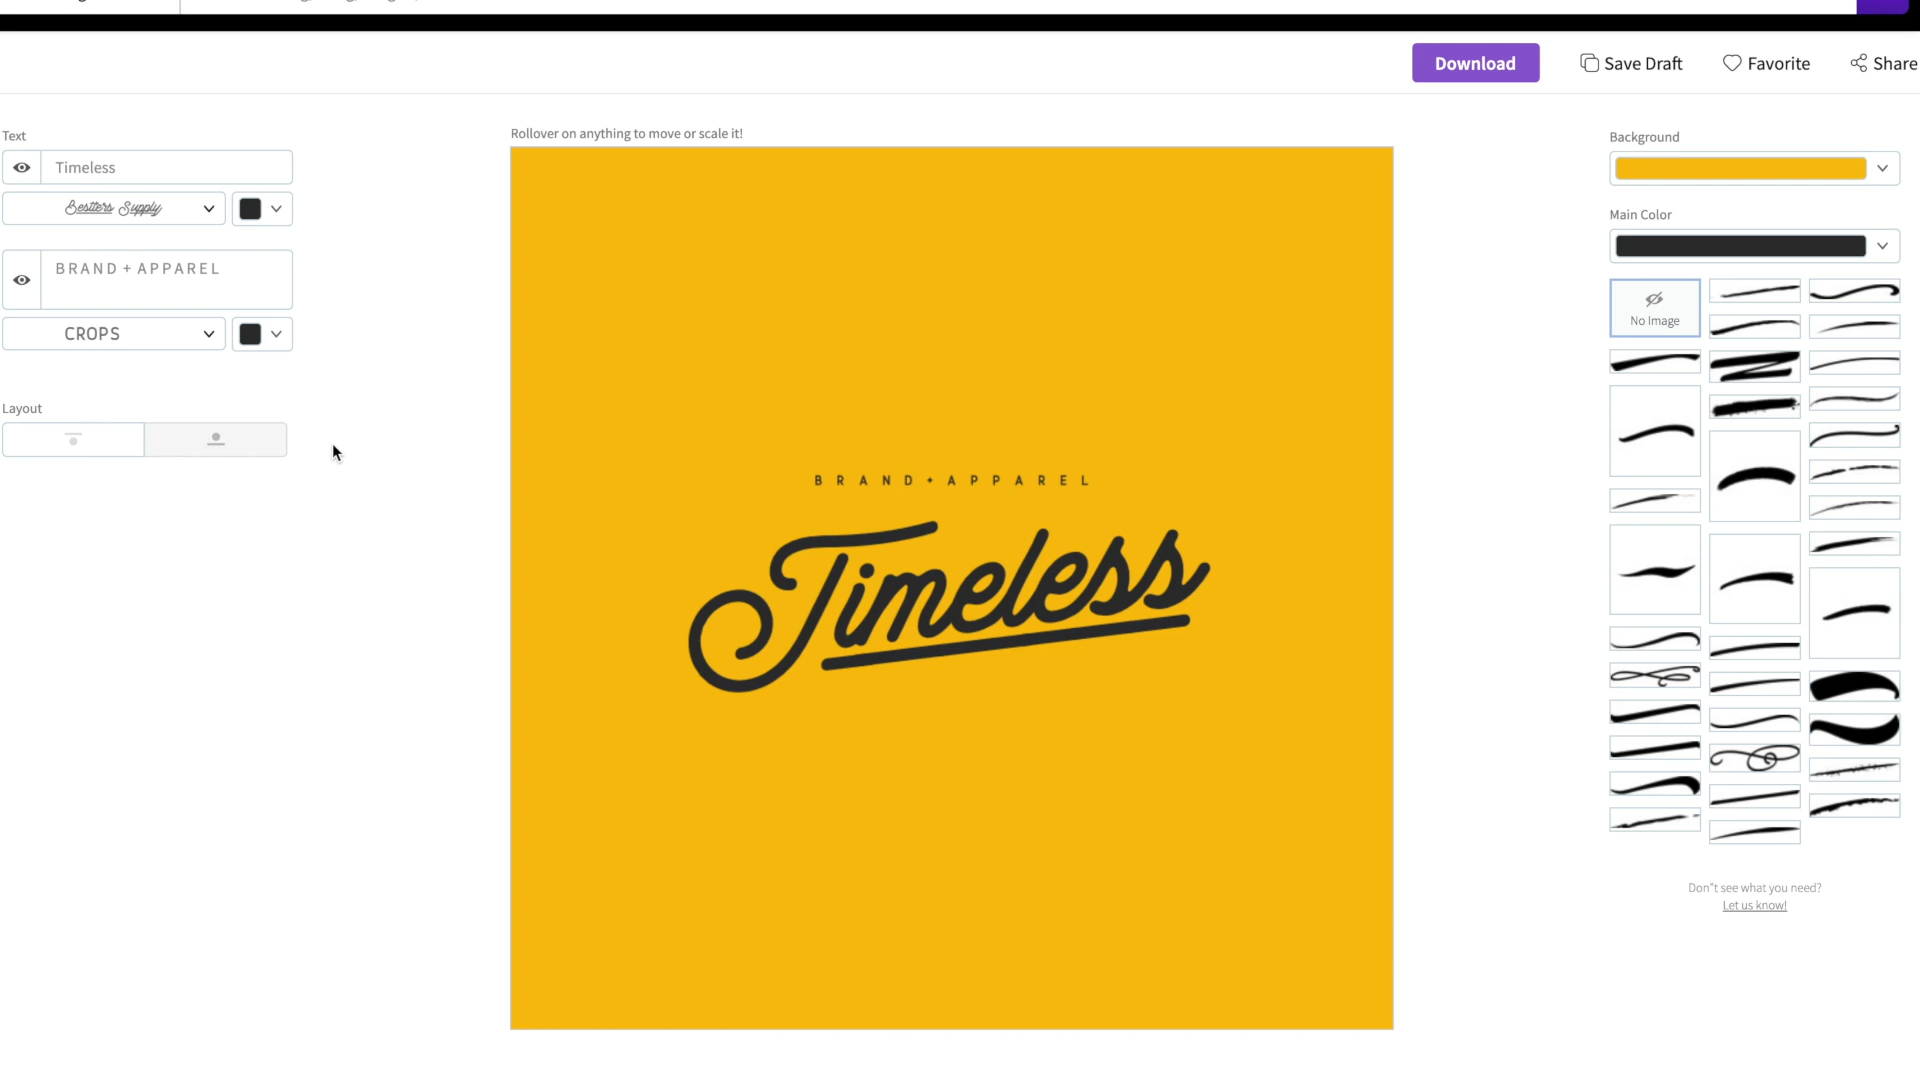 Download
Save Draft
Favorite
Share
Text
Rollover on anything to move or scale it!
Background
Timeless
Bestters Supply
Main Color
BRAND + APPAREL
CROPS
No Image
Layout
BRAND+APPAREL
Timeless
Don"t see what you need?
Let us know!